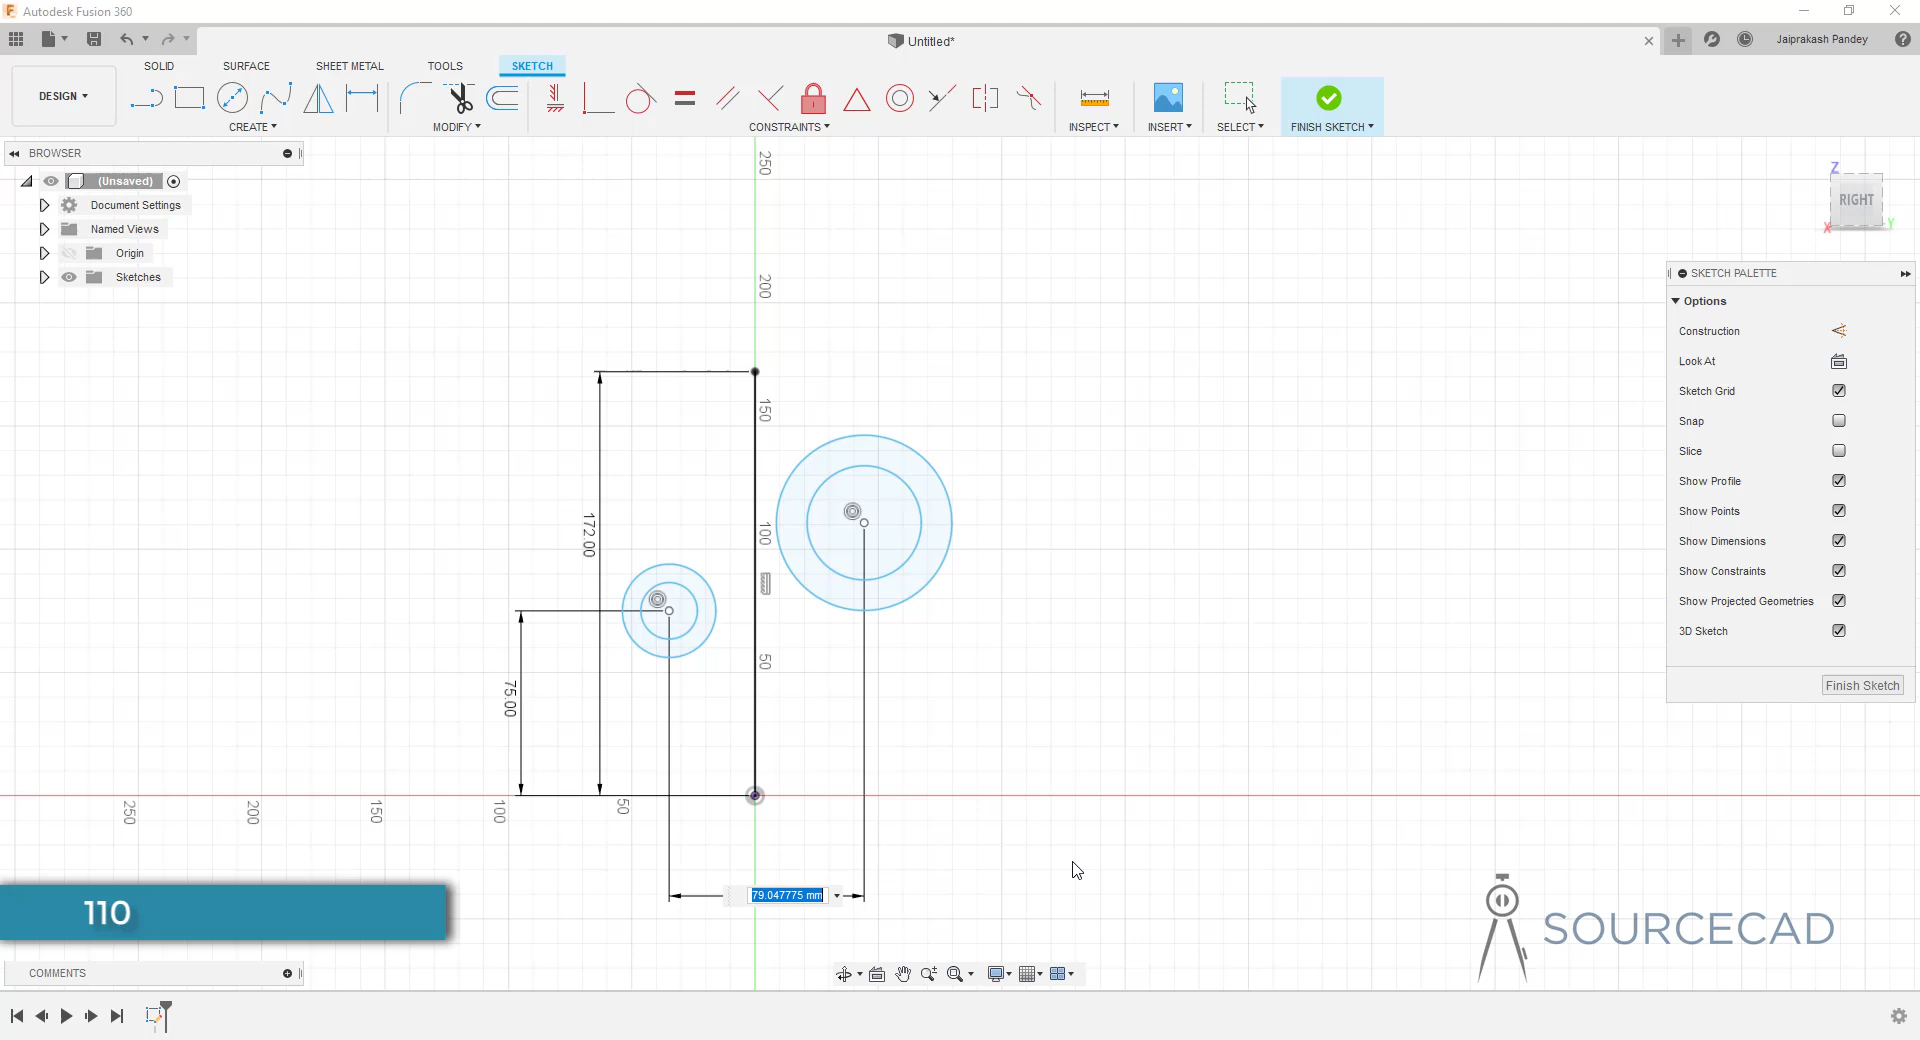 Autodesk Fusion 360
Untitled*
Jaiprakash Pandey
SOLID
SURFACE
SHEET METAL
TOOLS
SKETCH
DESIGN
CREATE
MODIFY
CONSTRAINTS
INSPECT
INSERT
SELECT
FINISH SKETCH
BROWSER
(Unsaved)
Document Settings
Named Views
Origin
Sketches
Z
RIGHT
X
Y
SKETCH PALETTE
Options
Construction
Look At
Sketch Grid
Snap
Slice
Show Profile
Show Points
Show Dimensions
Show Constraints
Show Projected Geometries
3D Sketch
Finish Sketch
250
200
150
100
50
172.00
75.00
250
200
150
100
50
79.047775 mm
110
SOURCECAD
COMMENTS